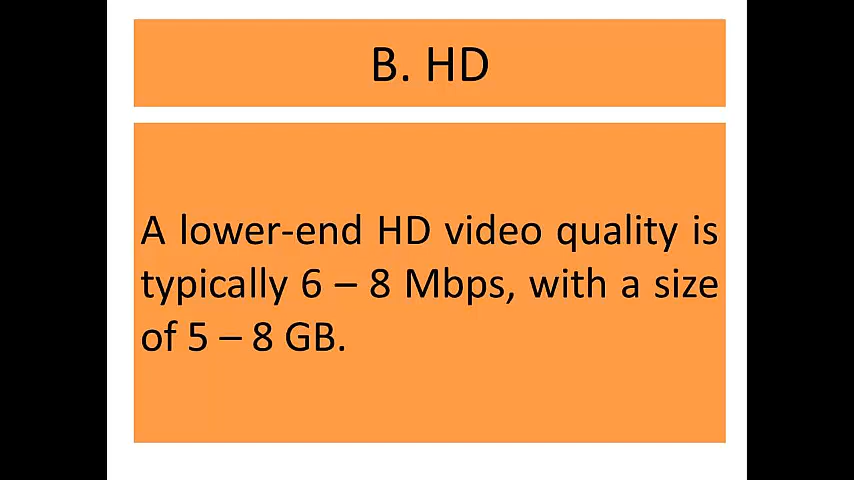 B. HD
A lower-end HD video quality is
typically 6 – 8 Mbps, with a size
of 5 – 8 GB.